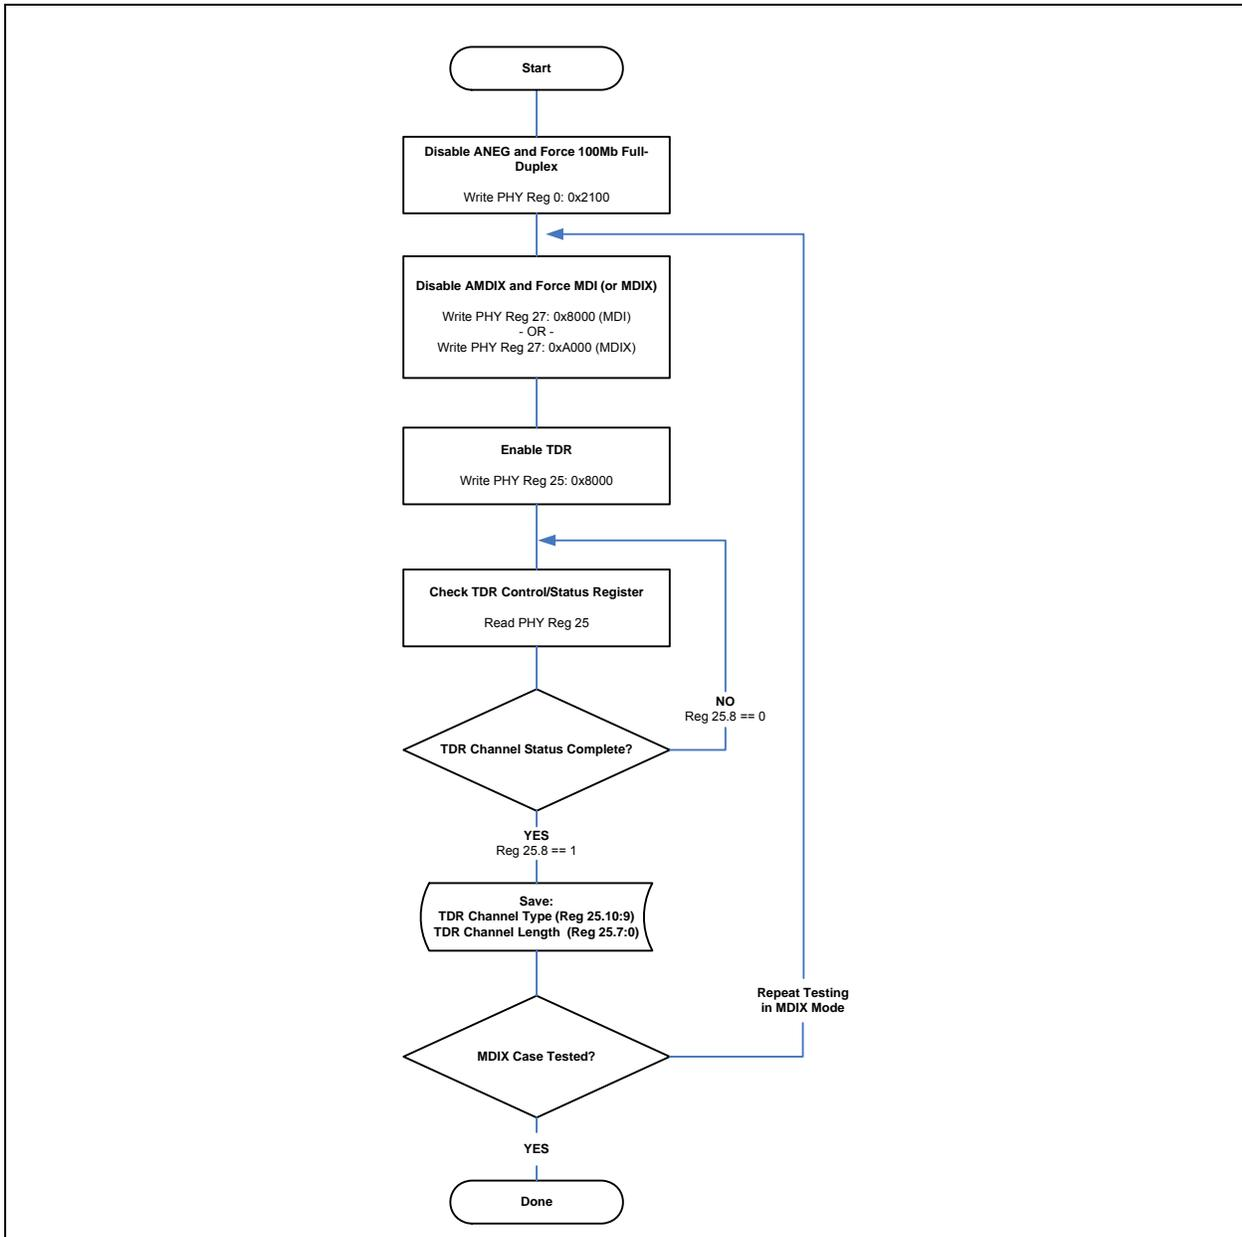 Start
Disable ANEG and Force 100Mb Full-
Duplex
Write PHY Reg 0: 0x2100
Disable AMDIX and Force MDI (or MDIX)
Write PHY Reg 27: 0x8000 (MDI)
- OR -
Write PHY Reg 27: 0xA000 (MDIX)
Enable TDR
Write PHY Reg 25: 0x8000
Check TDR Control/Status Register
Read PHY Reg 25
NO
Reg 25.8 == 0
TDR Channel Status Complete?
YES
Reg 25.8 == 1
Save:
TDR Channel Type (Reg 25.10:9)
TDR Channel Length (Reg 25.7:0)
Repeat Testing
in MDIX Mode
MDIX Case Tested?
YES
Done